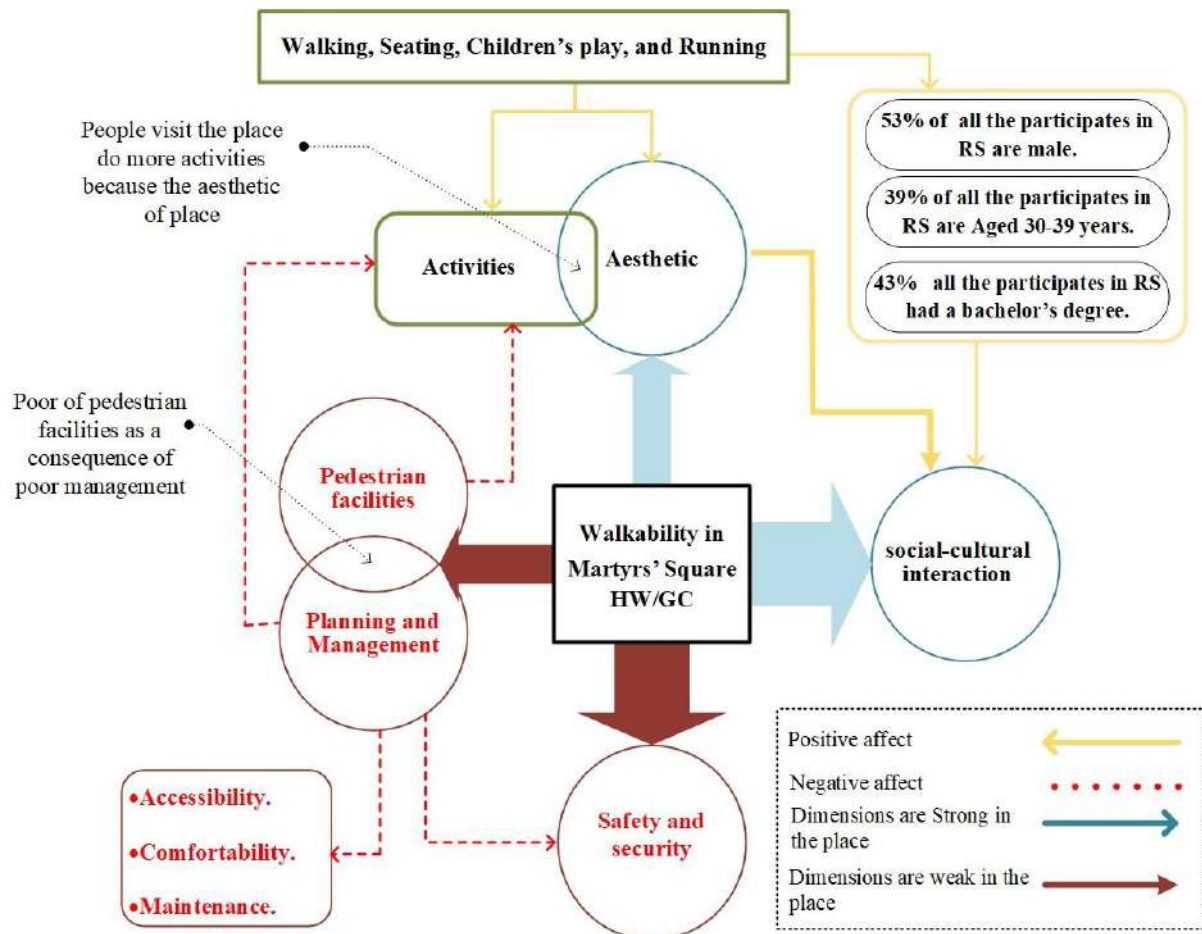 Walking, Seating, Children's play, and Running
People visit the place
do more activities
because the aesthetic
of place
53% of all the participates in
RS are male.
39% of all the participates in
RS are Aged 30-39 years.
43% all the participates in RS
had a bachelor's degree.
Activities
Aesthetic
Poor of pedestrian
facilities as a
consequence of
poor management
Pedestrian
facilities
Planning and
Management
Walkability in
Martyrs' Square
HW/GC
social-cultural
interaction
•Accessibility.
•Comfortability.
•Maintenance.
Safety and
security
Positive affect
Negative affect
Dimensions are Strong in
the place
Dimensions are weak in the
place